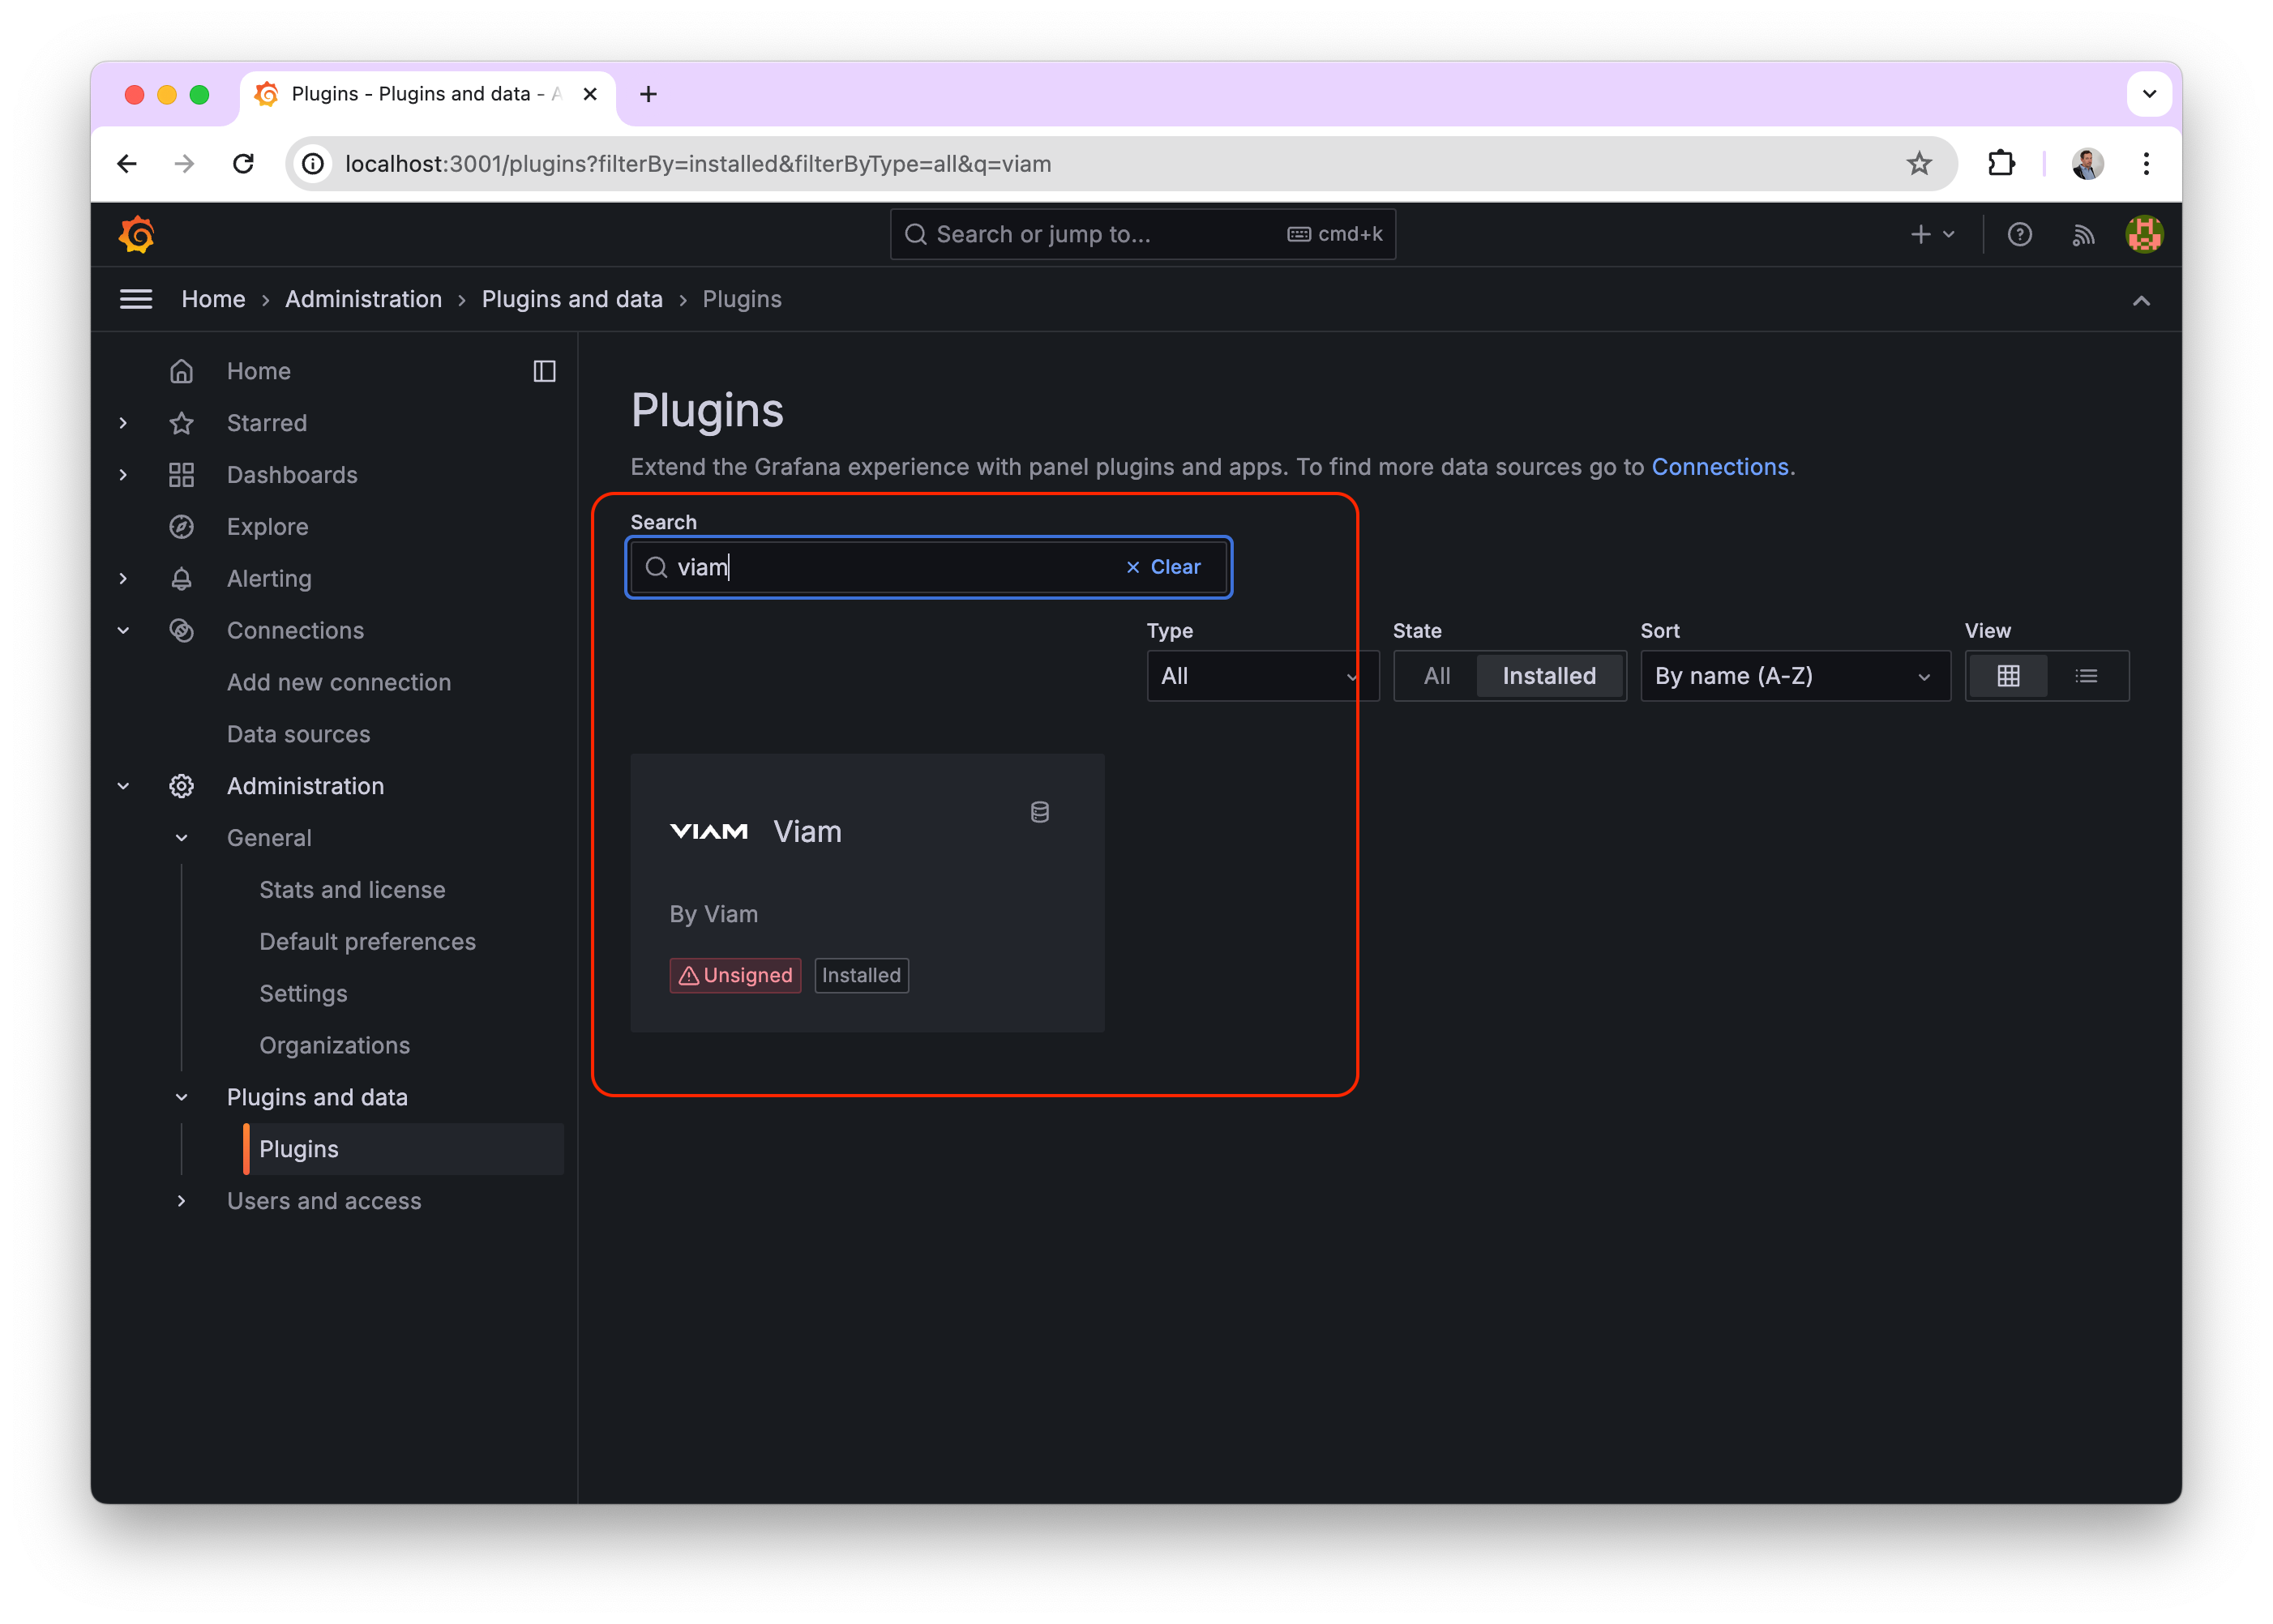 Plugins - Plugins and data - A
localhost:3001/plugins?filterBy=installed&filterByType=all&q=viam
Search or jump to... cmd+k
Home › Administration › Plugins and data › Plugins
Home
Starred
Dashboards
Explore
Alerting
Connections
Add new connection
Data sources
Administration
General
Stats and license
Default preferences
Settings
Organizations
Plugins and data
Plugins
Users and access
Plugins
Extend the Grafana experience with panel plugins and apps. To find more data sources go to Connections.
Search
viam Clear
Type State Sort View
All All Installed By name (A-Z)
VIAM Viam
By Viam
Unsigned Installed